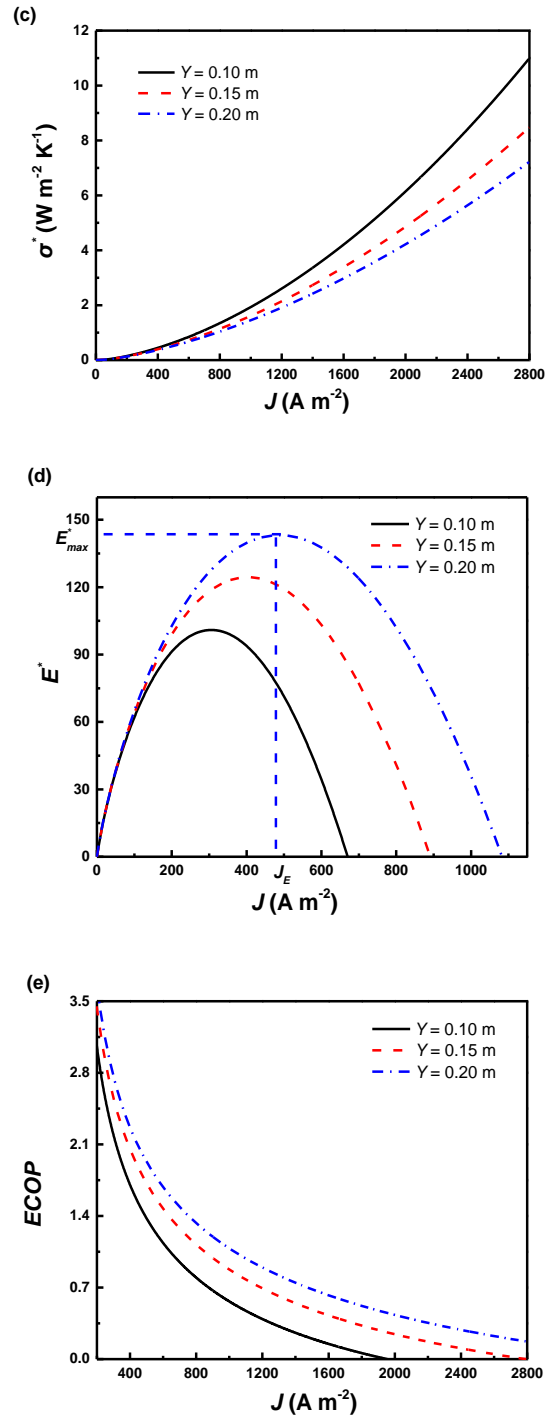 (c)
12
10
8
6
4
2
0
σ* (W m⁻² K⁻¹)
Y = 0.10 m
Y = 0.15 m
Y = 0.20 m
0 400 800 1200 1600 2000 2400 2800
J (A m⁻²)
(d)
150
E*max
120
90
60
30
0
E*
Y = 0.10 m
Y = 0.15 m
Y = 0.20 m
0 200 400 J_E 600 800 1000
J (A m⁻²)
(e)
3.5
2.8
2.1
1.4
0.7
0.0
ECOP
Y = 0.10 m
Y = 0.15 m
Y = 0.20 m
400 800 1200 1600 2000 2400 2800
J (A m⁻²)